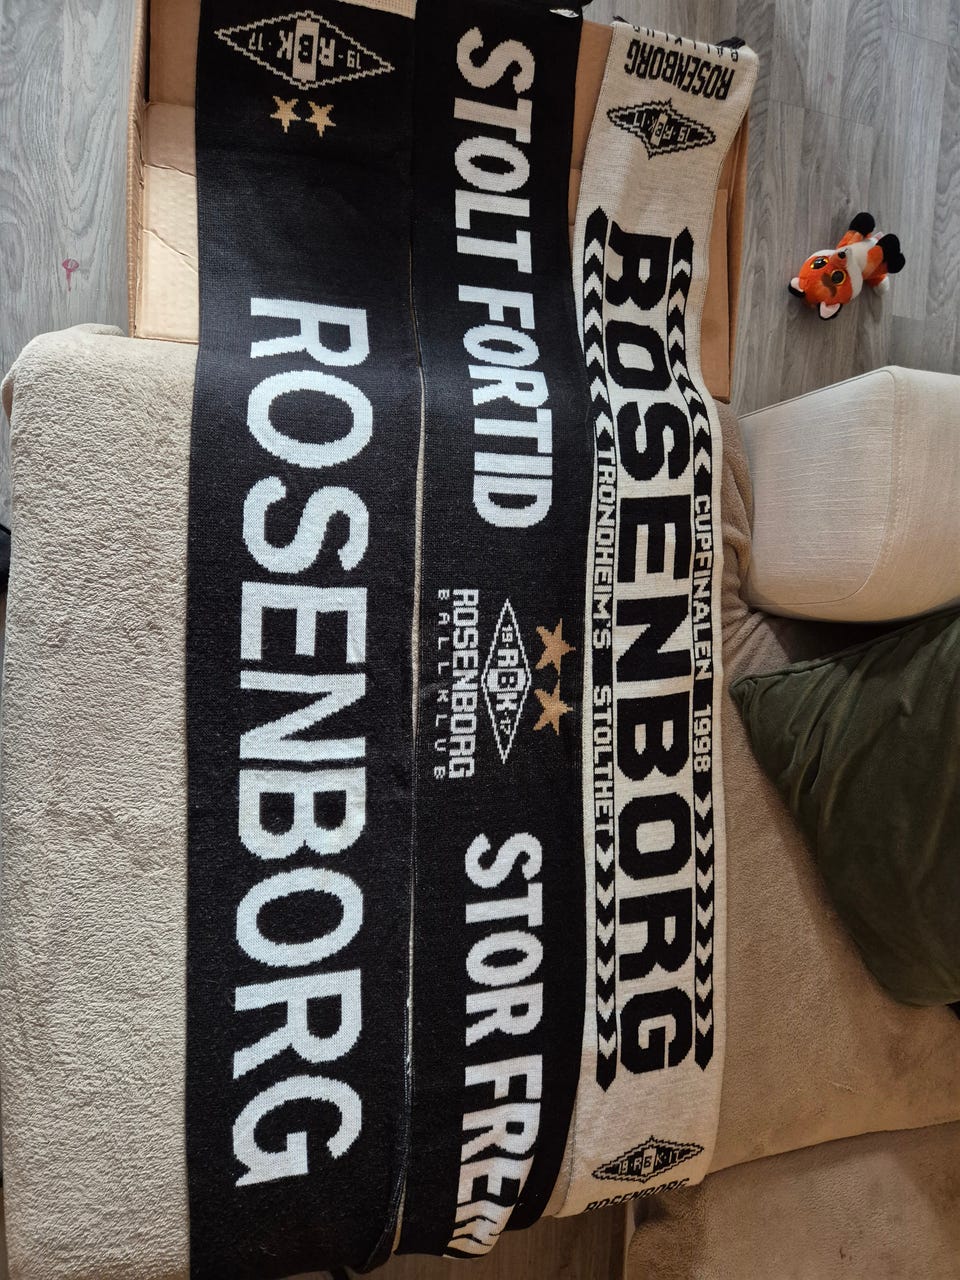 19·RBK·17
ROSENBORG
STOLT FORTID
19·RBK·17
ROSENBORG
BALLKLUB
STOR FREM
BALLKLUB
ROSENBORG
19·RBK·17
CUPFINALEN 1998
ROSENBORG
TRONDHEIM'S STOLTHET
19·RBK·17
ROSENBORG